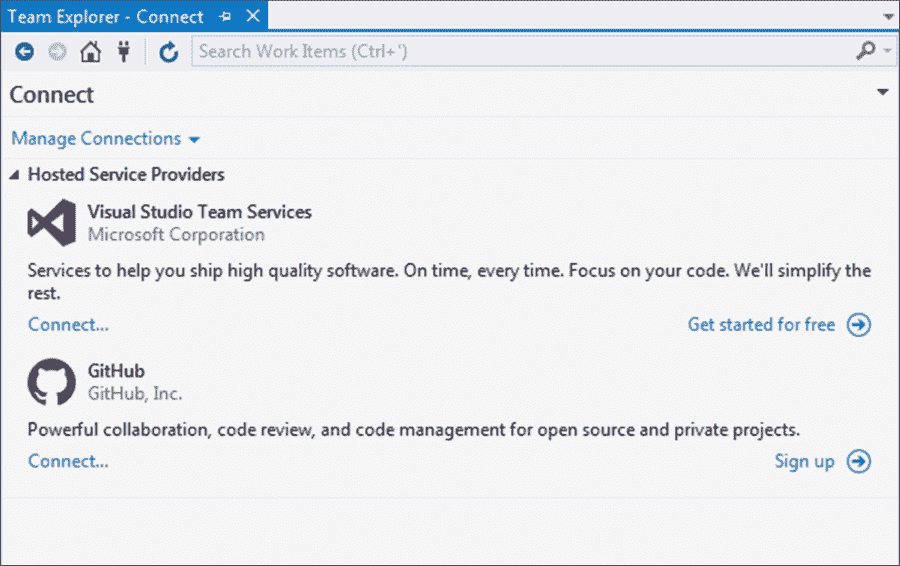 Team Explorer - Connect
Search Work Items (Ctrl+')
Connect
Manage Connections
Hosted Service Providers
Visual Studio Team Services
Microsoft Corporation
Services to help you ship high quality software. On time, every time. Focus on your code. We'll simplify the
rest.
Connect...
Get started for free
GitHub
GitHub, Inc.
Powerful collaboration, code review, and code management for open source and private projects.
Connect...
Sign up